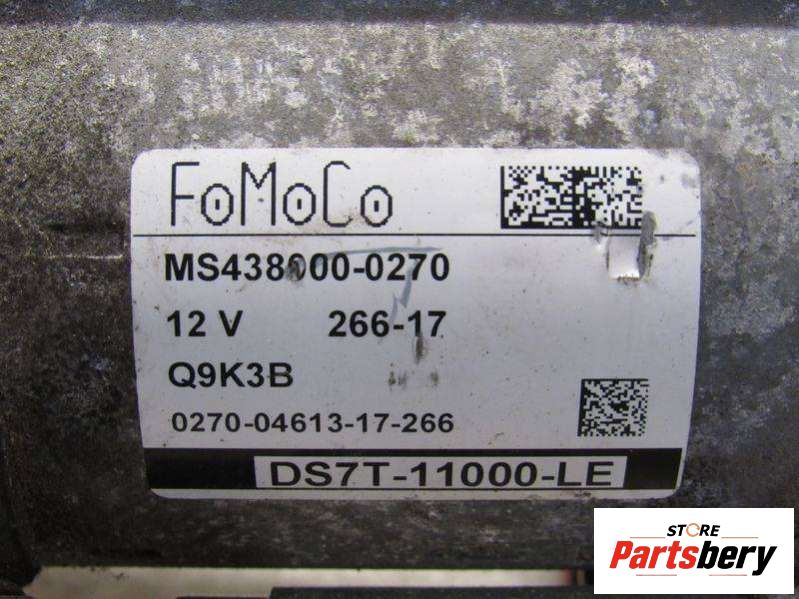 FoMoCo
MS438000-0270
12 V 266-17
Q9K3B
0270-04613-17-266
DS7T-11000-LE
STORE
Partsbery